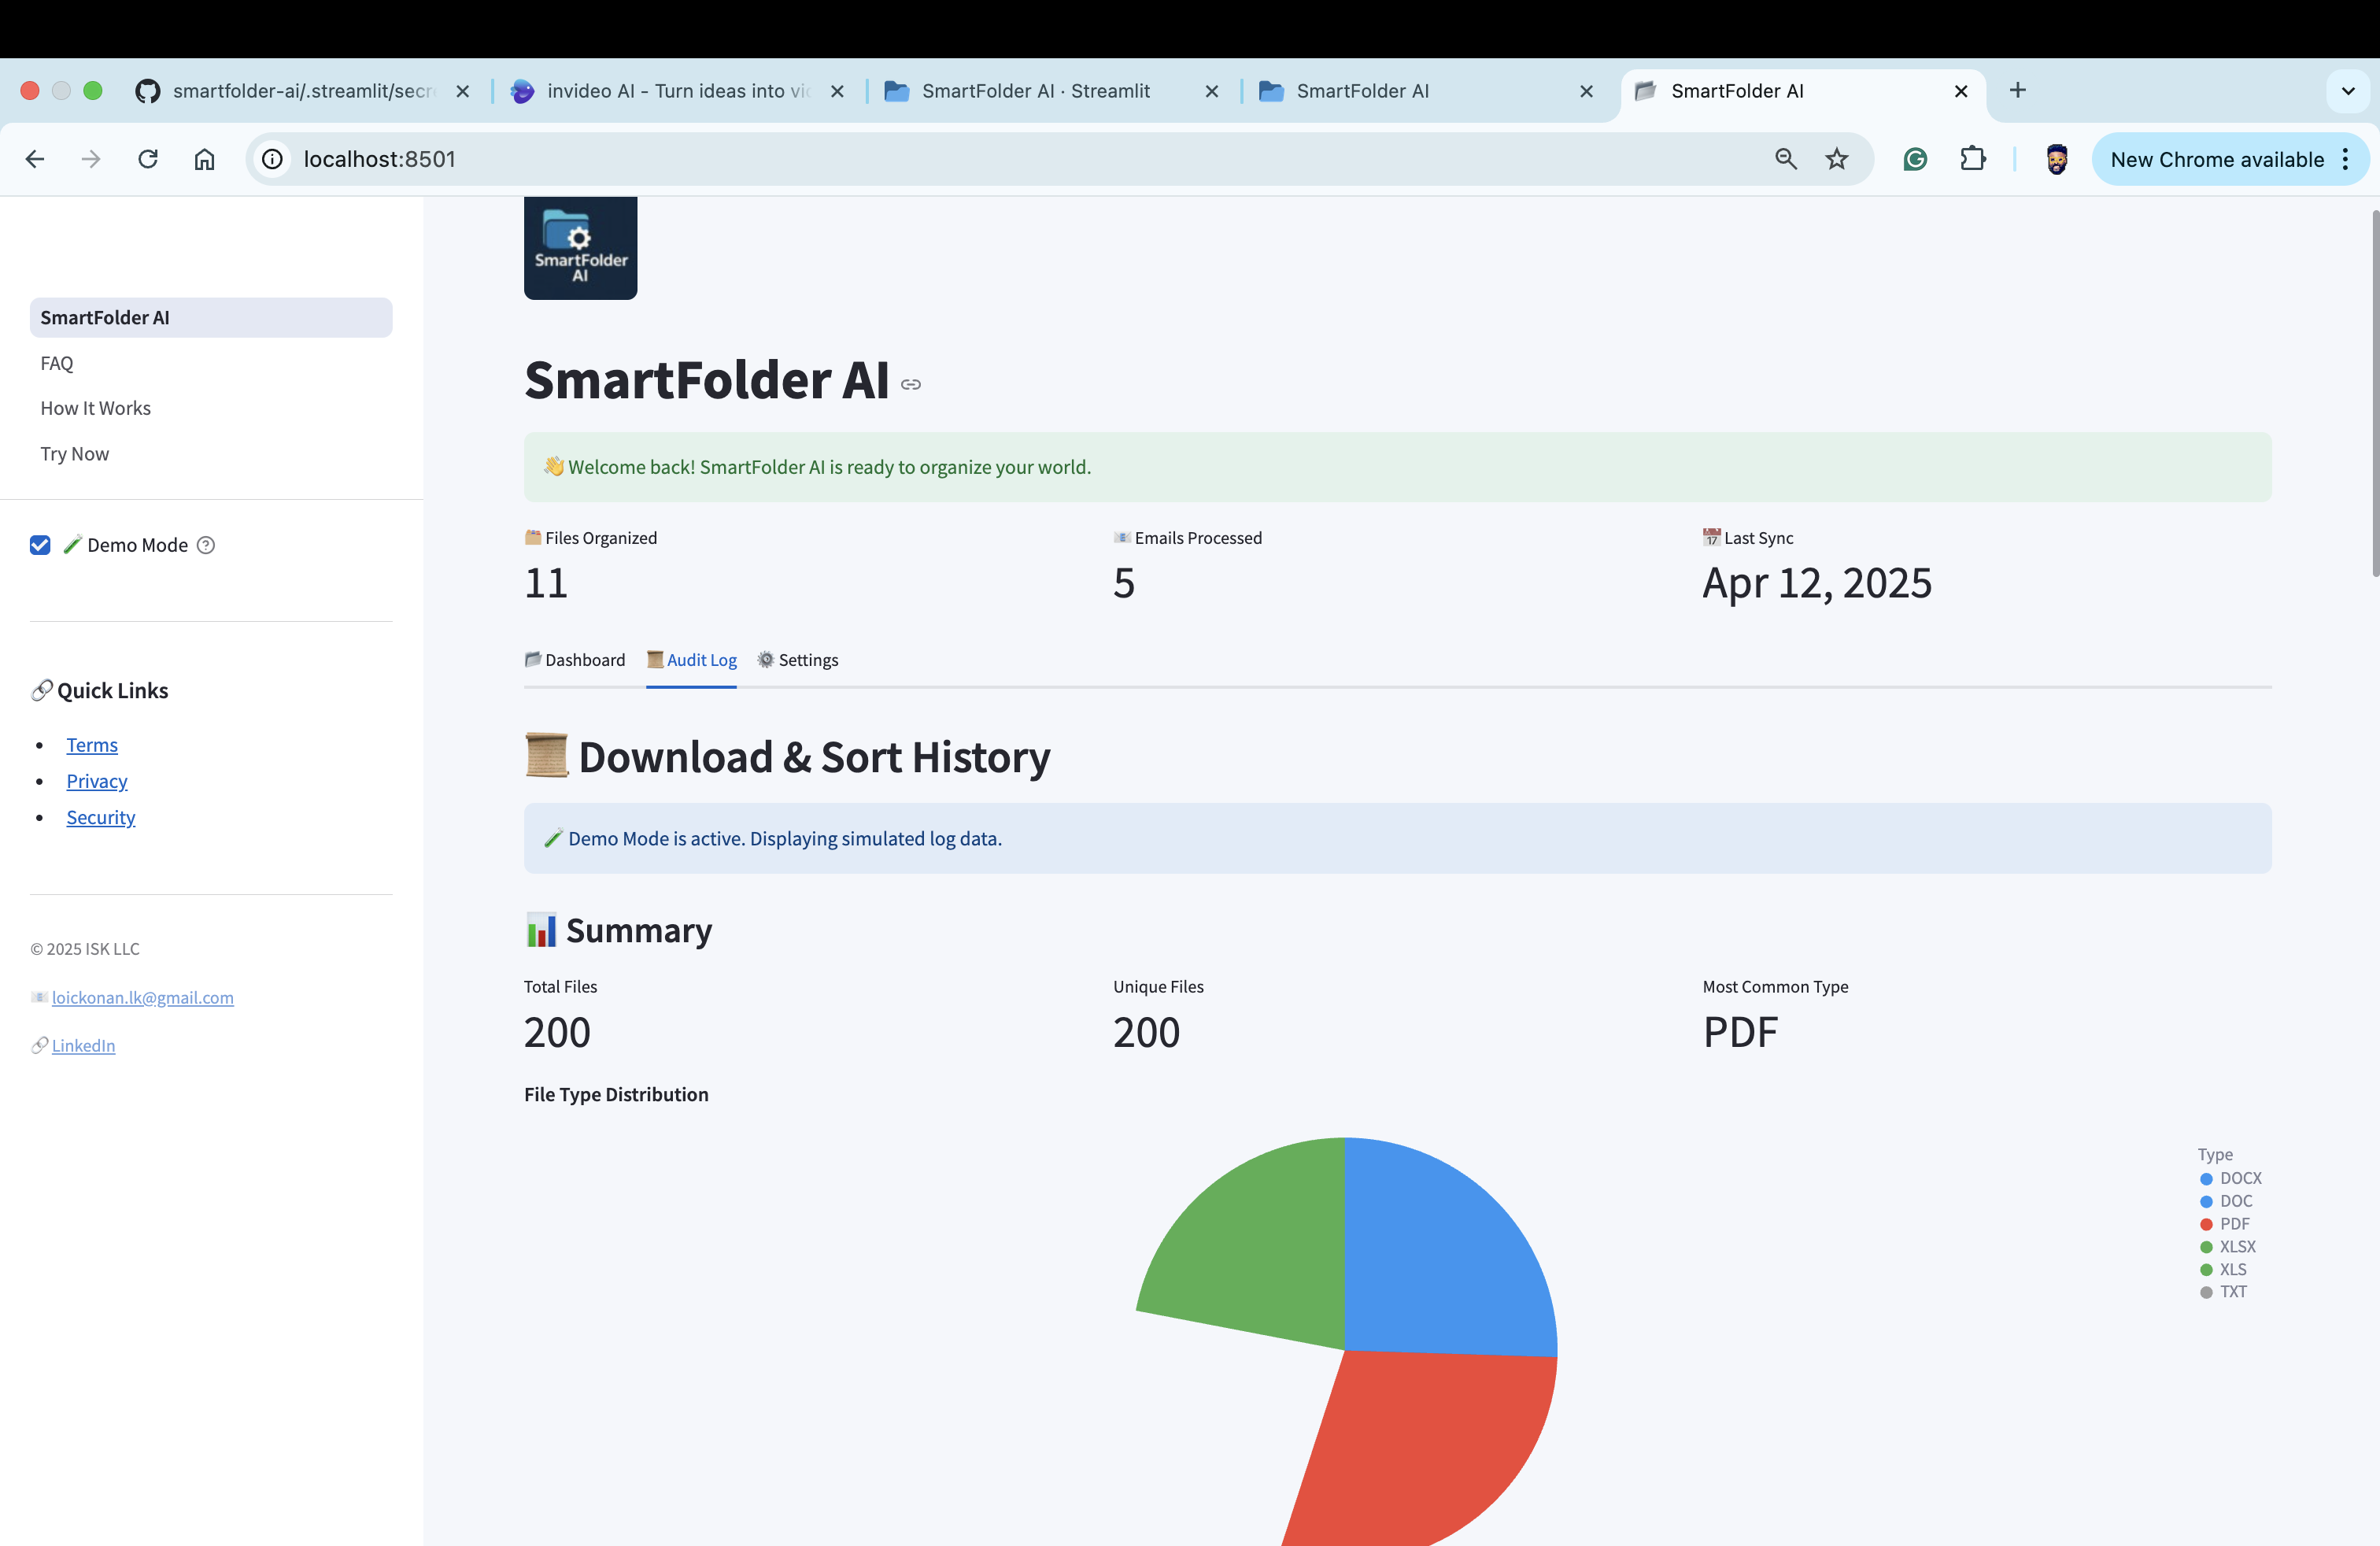 smartfolder-ai/.streamlit/secr
invideo AI - Turn ideas into vi
SmartFolder AI · Streamlit
SmartFolder AI
SmartFolder AI
localhost:8501
New Chrome available
SmartFolder AI
FAQ
How It Works
Try Now
Demo Mode
Quick Links
Terms
Privacy
Security
© 2025 ISK LLC
loickonan.lk@gmail.com
LinkedIn
SmartFolder
AI
SmartFolder AI
Welcome back! SmartFolder AI is ready to organize your world.
Files Organized
11
Emails Processed
5
17 Last Sync
Apr 12, 2025
Dashboard
Audit Log
Settings
Download & Sort History
Demo Mode is active. Displaying simulated log data.
Summary
Total Files
200
Unique Files
200
Most Common Type
PDF
File Type Distribution
Type
DOCX
DOC
PDF
XLSX
XLS
TXT